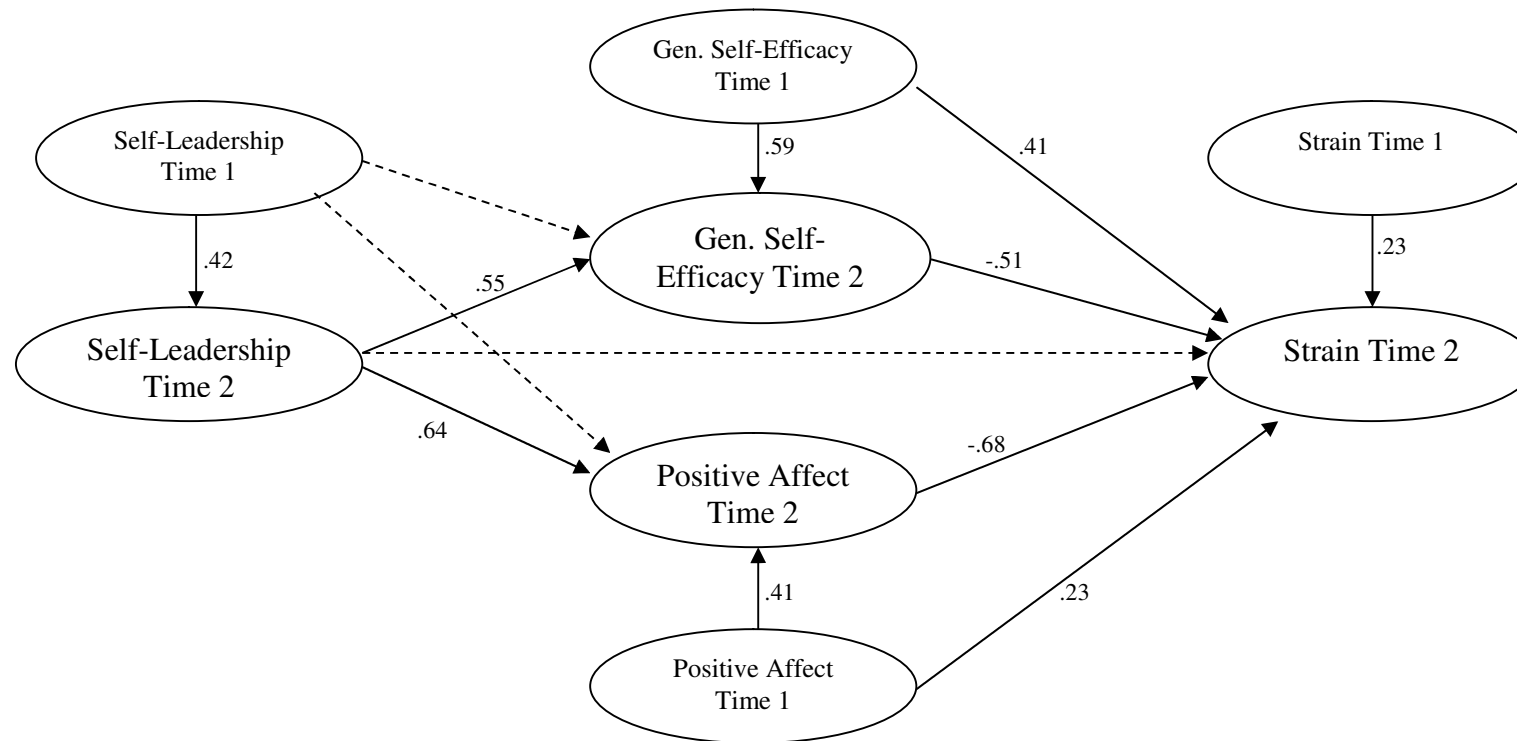 Gen. Self-Efficacy
Time 1
Self-Leadership
Time 1
Strain Time 1
.59
.41
.42
Gen. Self-
Efficacy Time 2
.55
-.51
.23
Self-Leadership
Time 2
Strain Time 2
.64
-.68
Positive Affect
Time 2
.41
.23
Positive Affect
Time 1